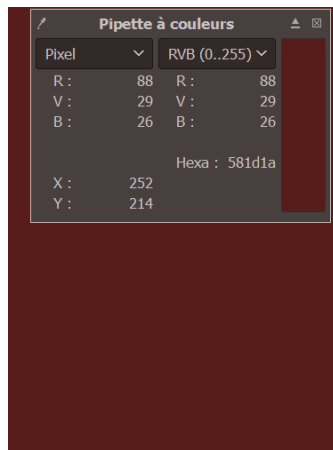 Pipette à couleurs
Pixel RVB (0..255)
R : 88 R : 88
V : 29 V : 29
B : 26 B : 26
Hexa : 581d1a
X : 252
Y : 214